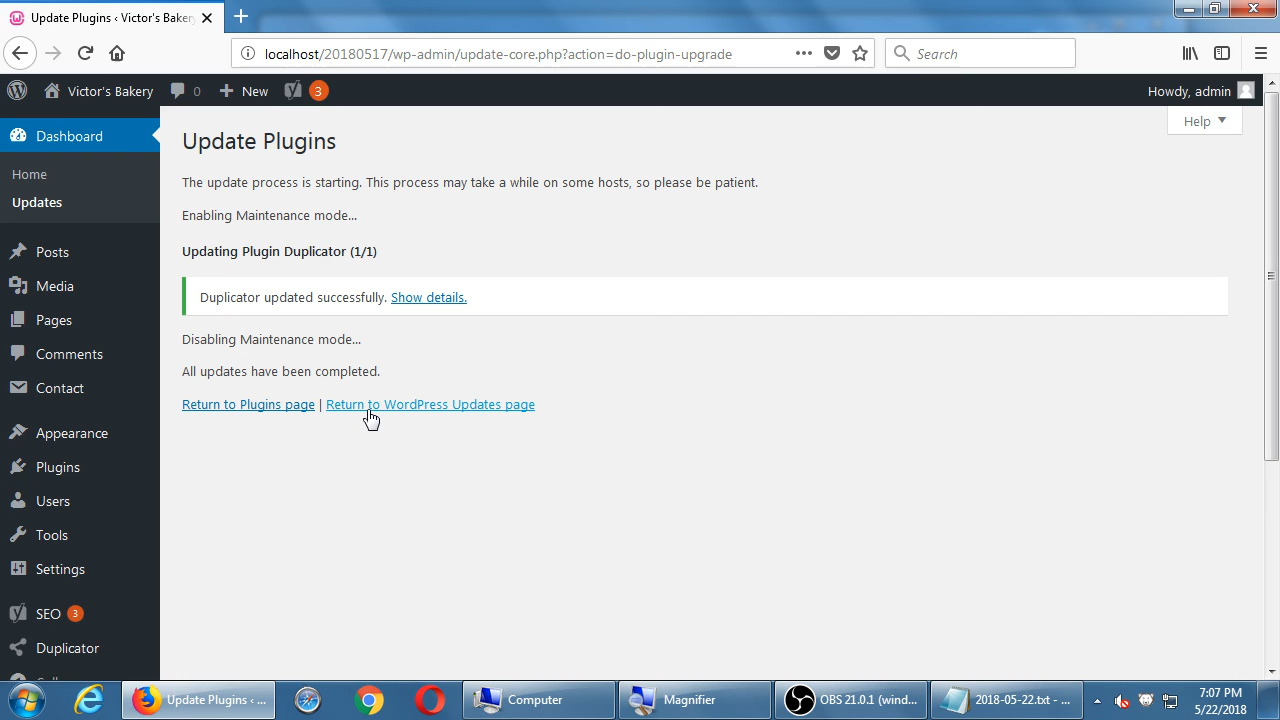 Update Plugins ‹ Victor's Baker
localhost/20180517/wp-admin/update-core.php?action=do-plugin-upgrade
Search
Victor's Bakery
0
New
3
Howdy, admin
Help
Dashboard
Home
Updates
Posts
Media
Pages
Comments
Contact
Appearance
Plugins
Users
Tools
Settings
SEO 3
Duplicator
Update Plugins
The update process is starting. This process may take a while on some hosts, so please be patient.
Enabling Maintenance mode...
Updating Plugin Duplicator (1/1)
Duplicator updated successfully. Show details.
Disabling Maintenance mode...
All updates have been completed.
Return to Plugins page | Return to WordPress Updates page
Update Plugins ‹ ...
Computer
Magnifier
OBS 21.0.1 (wind...
2018-05-22.txt - ...
7:07 PM
5/22/2018